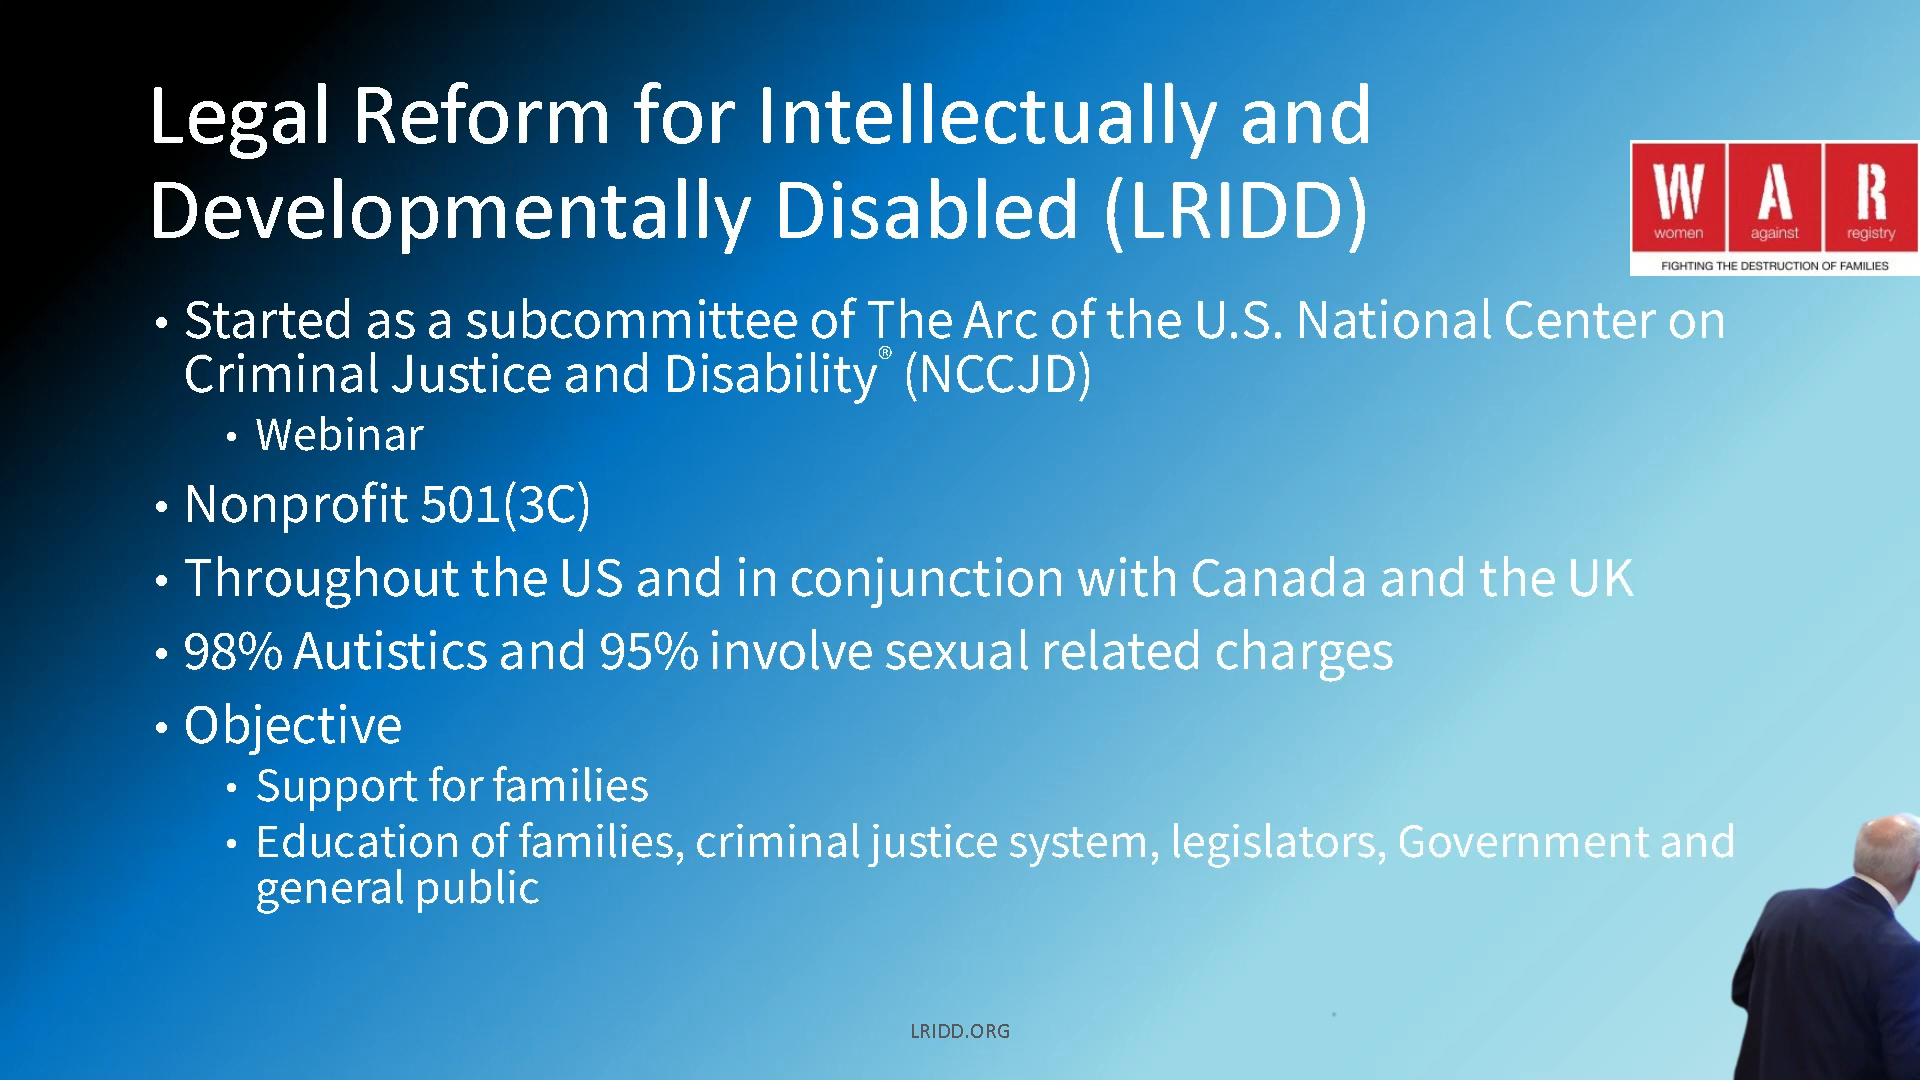 Legal Reform for Intellectually and
Developmentally Disabled (LRIDD)
W A R
women against registry
FIGHTING THE DESTRUCTION OF FAMILIES
• Started as a subcommittee of The Arc of the U.S. National Center on
Criminal Justice and Disability® (NCCJD)
• Webinar
• Nonprofit 501(3C)
• Throughout the US and in conjunction with Canada and the UK
• 98% Autistics and 95% involve sexual related charges
• Objective
• Support for families
• Education of families, criminal justice system, legislators, Government and
general public
LRIDD.ORG